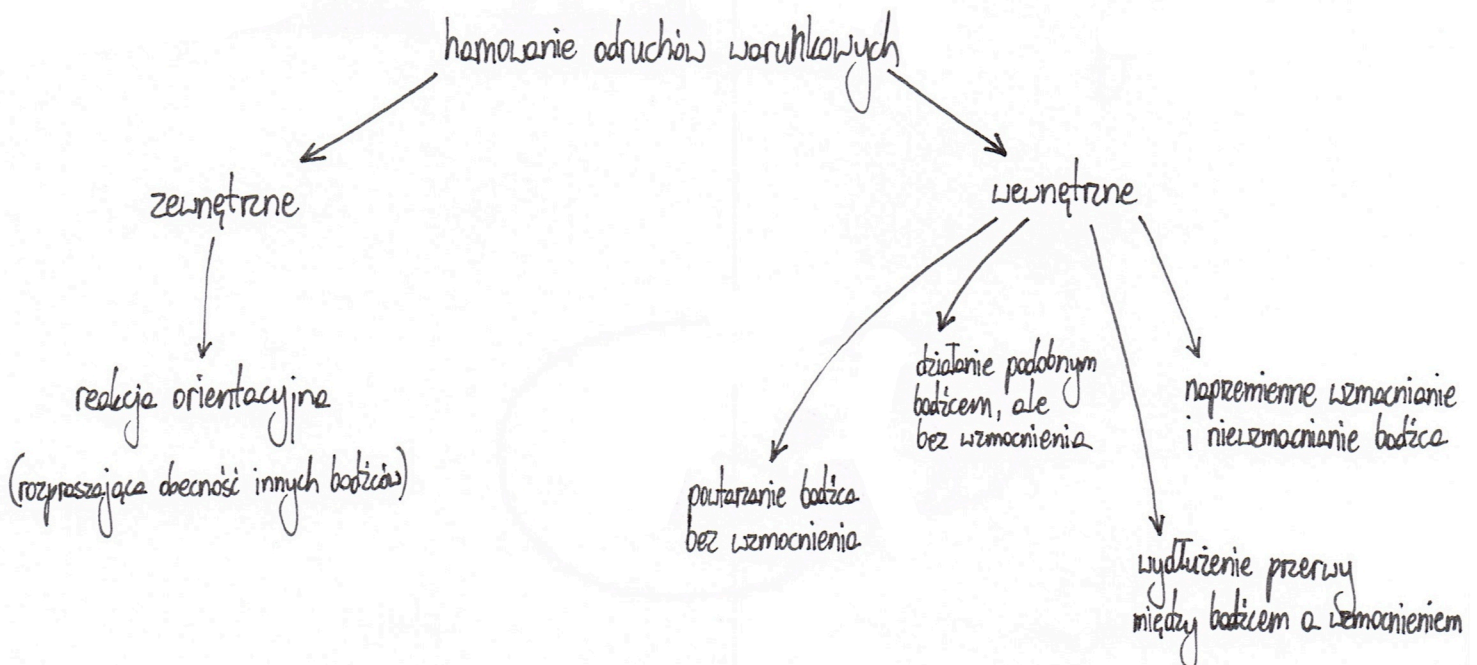 hamowanie odruchów warunkowych
zewnętrzne
wewnętrzne
reakcja orientacyjna
(rozpraszająca obecność innych bodźców)
powtarzanie bodźca
bez wzmocnienia
działanie podobnym
bodźcem, ale
bez wzmocnienia
wydłużenie przerwy
między bodźcem a wzmocnieniem
naprzemienne wzmacnianie
i niewzmacnianie bodźca